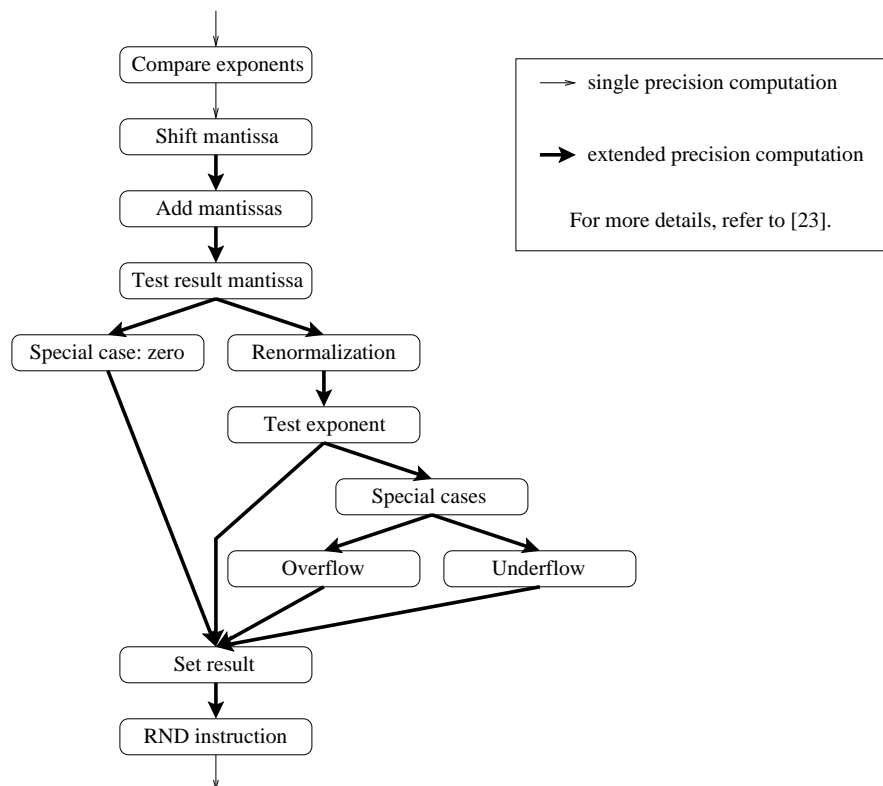 Compare exponents
Shift mantissa
Add mantissas
Test result mantissa
Special case: zero
Renormalization
Test exponent
Special cases
Overflow
Underflow
Set result
RND instruction
single precision computation
extended precision computation
For more details, refer to [23].